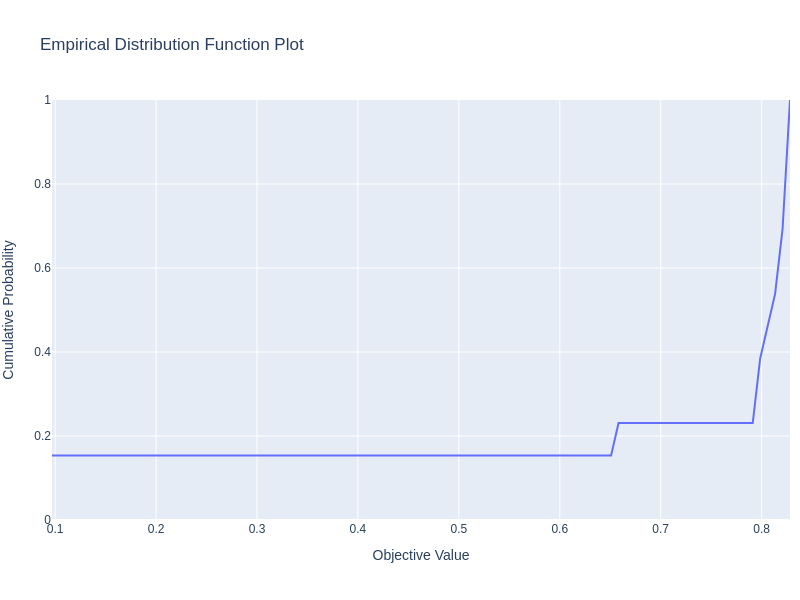 Empirical Distribution Function Plot
1
0.8
0.6
0.4
0.2
0
Cumulative Probability
0.1 0.2 0.3 0.4 0.5 0.6 0.7 0.8
Objective Value